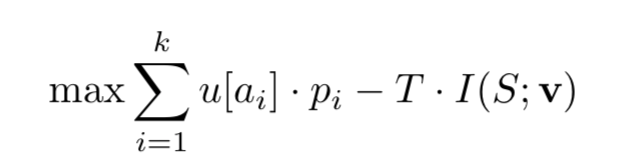 max ∑_{i=1}^{k} u[a_i] · p_i − T · I(S; **v**)